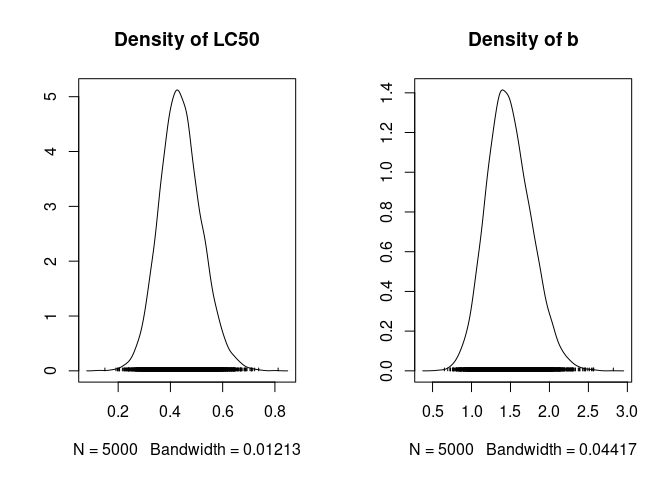 Density of LC50
5
4
3
2
1
0
0.2 0.4 0.6 0.8
N = 5000 Bandwidth = 0.01213
Density of b
1.4
1.2
1.0
0.8
0.6
0.4
0.2
0.0
0.5 1.0 1.5 2.0 2.5 3.0
N = 5000 Bandwidth = 0.04417